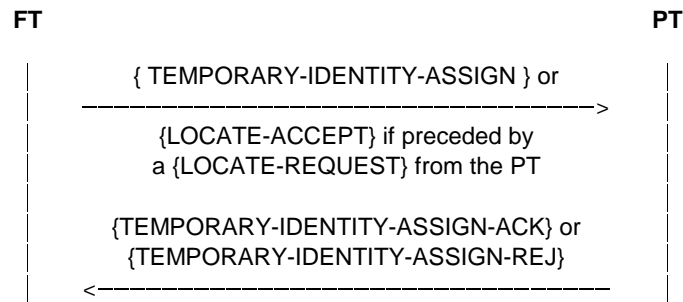 FT PT
{ TEMPORARY-IDENTITY-ASSIGN } or
{LOCATE-ACCEPT} if preceded by
a {LOCATE-REQUEST} from the PT
{TEMPORARY-IDENTITY-ASSIGN-ACK} or
{TEMPORARY-IDENTITY-ASSIGN-REJ}